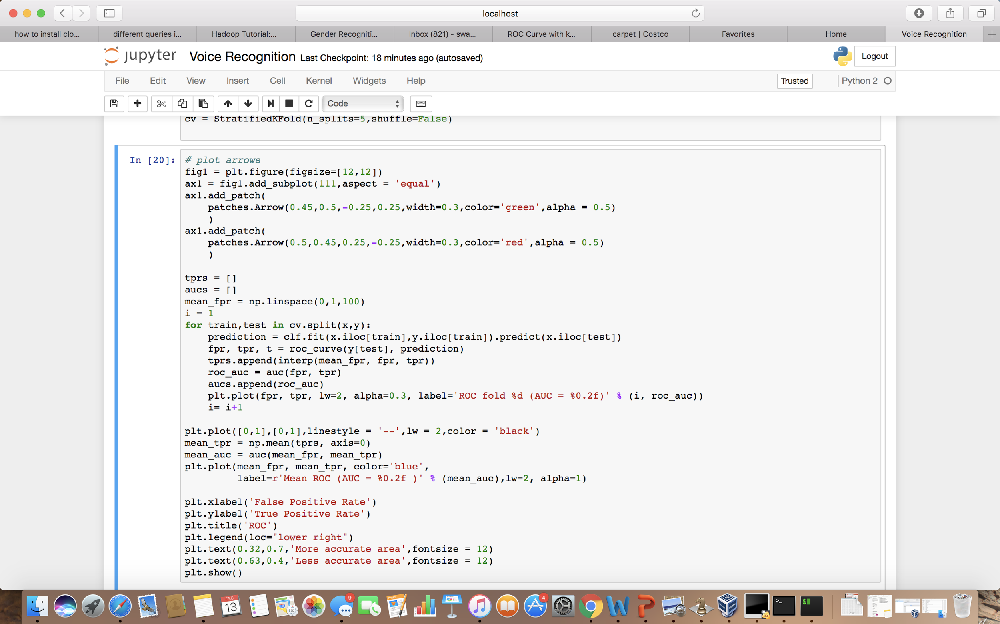 localhost
how to install clo...
different queries i...
Hadoop Tutorial:...
Gender Recogniti...
Inbox (821) - swa...
ROC Curve with k...
carpet | Costco
Favorites
Home
Voice Recognition
jupyter Voice Recognition Last Checkpoint: 18 minutes ago (autosaved)
Logout
File Edit View Insert Cell Kernel Widgets Help
Trusted
Python 2
Code
cv = StratifiedKFold(n_splits=5,shuffle=False)
In [20]:
# plot arrows
fig1 = plt.figure(figsize=[12,12])
ax1 = fig1.add_subplot(111,aspect = 'equal')
ax1.add_patch(
    patches.Arrow(0.45,0.5,-0.25,0.25,width=0.3,color='green',alpha = 0.5)
    )
ax1.add_patch(
    patches.Arrow(0.5,0.45,0.25,-0.25,width=0.3,color='red',alpha = 0.5)
    )
tprs = []
aucs = []
mean_fpr = np.linspace(0,1,100)
i = 1
for train,test in cv.split(x,y):
    prediction = clf.fit(x.iloc[train],y.iloc[train]).predict(x.iloc[test])
    fpr, tpr, t = roc_curve(y[test], prediction)
    tprs.append(interp(mean_fpr, fpr, tpr))
    roc_auc = auc(fpr, tpr)
    aucs.append(roc_auc)
    plt.plot(fpr, tpr, lw=2, alpha=0.3, label='ROC fold %d (AUC = %0.2f)' % (i, roc_auc))
    i= i+1
plt.plot([0,1],[0,1],linestyle = '--',lw = 2,color = 'black')
mean_tpr = np.mean(tprs, axis=0)
mean_auc = auc(mean_fpr, mean_tpr)
plt.plot(mean_fpr, mean_tpr, color='blue',
         label=r'Mean ROC (AUC = %0.2f )' % (mean_auc),lw=2, alpha=1)
plt.xlabel('False Positive Rate')
plt.ylabel('True Positive Rate')
plt.title('ROC')
plt.legend(loc="lower right")
plt.text(0.32,0.7,'More accurate area',fontsize = 12)
plt.text(0.63,0.4,'Less accurate area',fontsize = 12)
plt.show()
DEC
13
3D
9
PAGES
4
2.6
>_
$
CSV